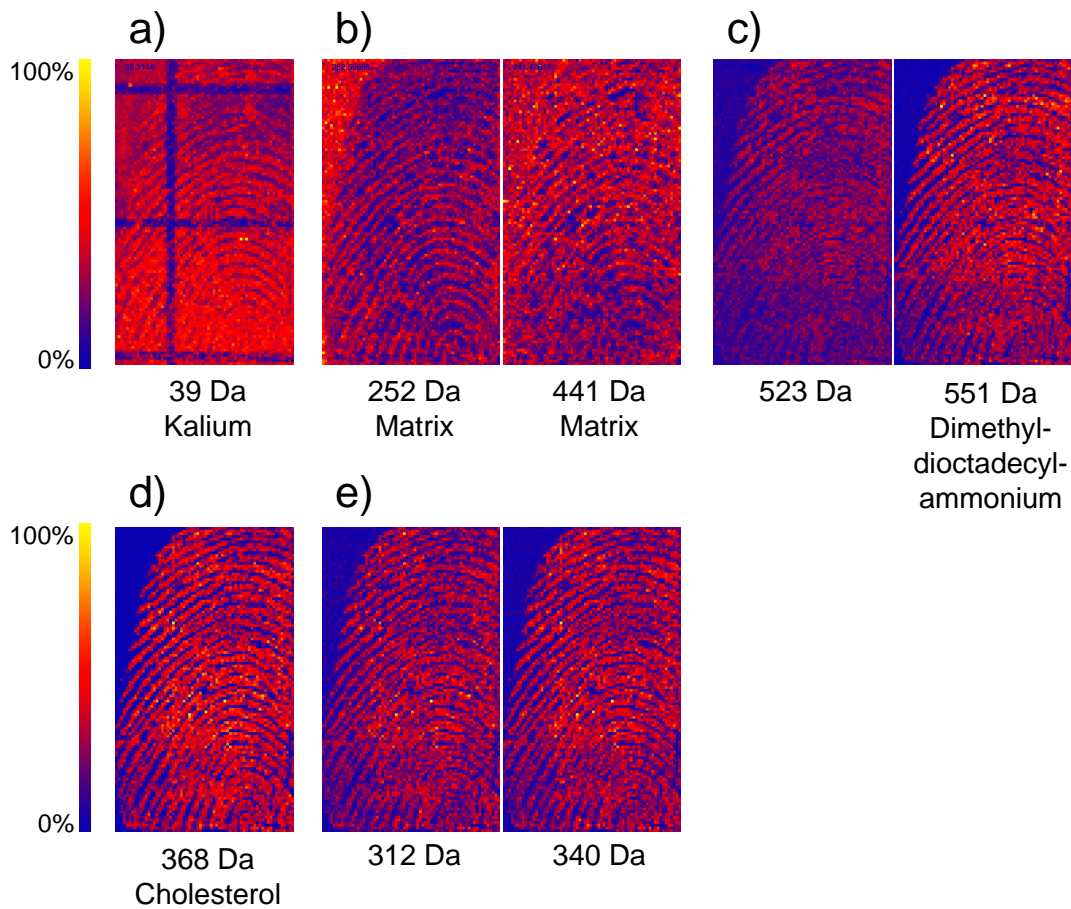 a)
b)
c)
100%
0%
39 Da
Kalium
252 Da
Matrix
441 Da
Matrix
523 Da
551 Da
Dimethyl-
dioctadecyl-
ammonium
d)
e)
100%
0%
368 Da
Cholesterol
312 Da
340 Da